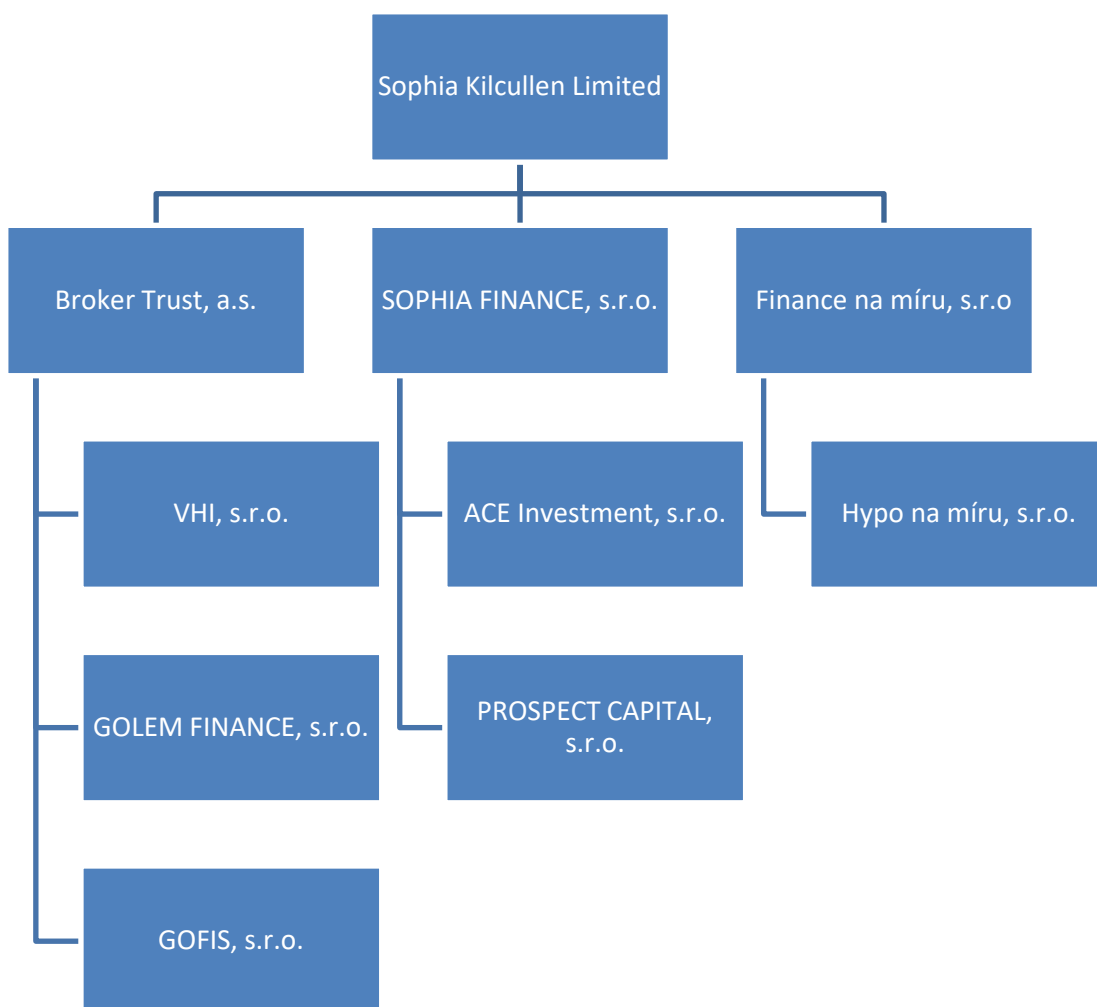 Sophia Kilcullen Limited
Broker Trust, a.s.
SOPHIA FINANCE, s.r.o.
Finance na míru, s.r.o
VHI, s.r.o.
ACE Investment, s.r.o.
Hypo na míru, s.r.o.
GOLEM FINANCE, s.r.o.
PROSPECT CAPITAL,
s.r.o.
GOFIS, s.r.o.